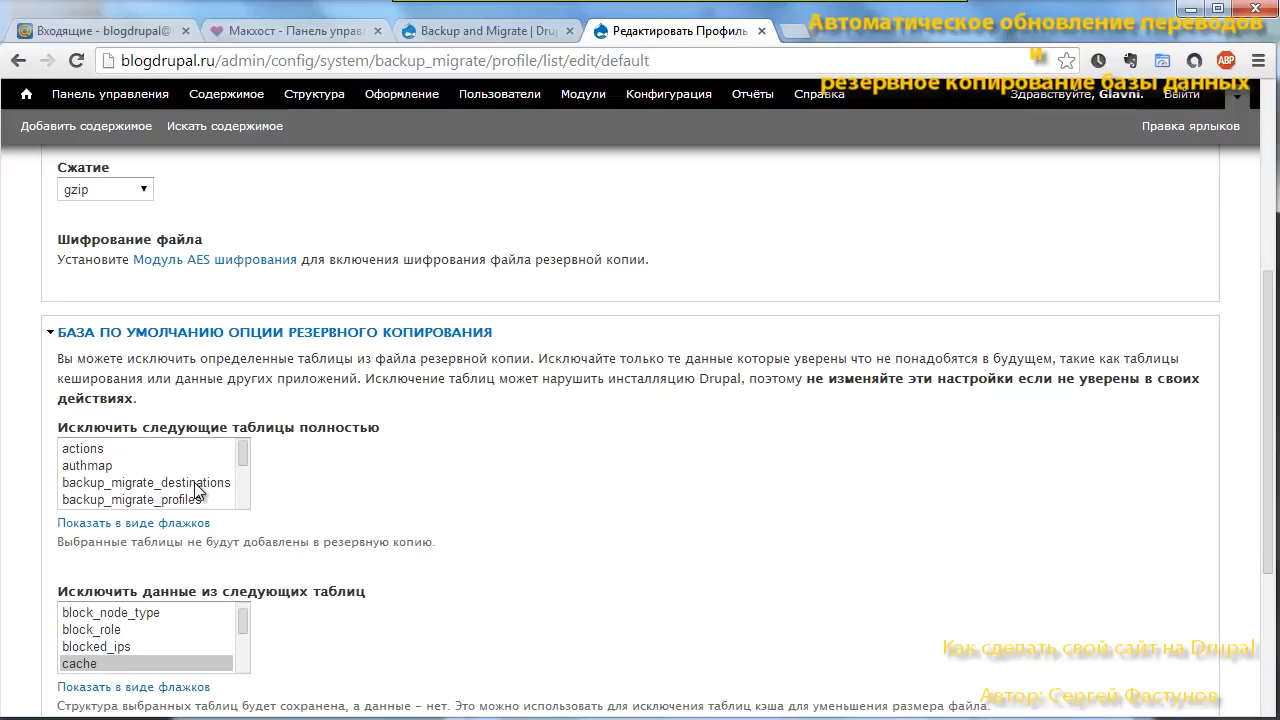 Входящие - blogdrupal@
Макхост - Панель управ
Backup and Migrate | Dru
Редактировать Профиль
Автоматическое обновление переводов
и
blogdrupal.ru/admin/config/system/backup_migrate/profile/list/edit/default
ABP
резервное копирование базы данных
Панель управления
Содержимое
Структура
Оформление
Пользователи
Модули
Конфигурация
Отчёты
Справка
Здравствуйте, Glavni.
Выйти
Добавить содержимое
Искать содержимое
Правка ярлыков
Сжатие
gzip
Шифрование файла
Установите Модуль AES шифрования для включения шифрования файла резервной копии.
БАЗА ПО УМОЛЧАНИЮ ОПЦИИ РЕЗЕРВНОГО КОПИРОВАНИЯ
Вы можете исключить определенные таблицы из файла резервной копии. Исключайте только те данные которые уверены что не понадобятся в будущем, такие как таблицы
кеширования или данные других приложений. Исключение таблиц может нарушить инсталляцию Drupal, поэтому не изменяйте эти настройки если не уверены в своих
действиях.
Исключить следующие таблицы полностью
actions
authmap
backup_migrate_destinations
backup_migrate_profiles
Показать в виде флажков
Выбранные таблицы не будут добавлены в резервную копию.
Исключить данные из следующих таблиц
block_node_type
block_role
blocked_ips
cache
Показать в виде флажков
Структура выбранных таблиц будет сохранена, а данные - нет. Это можно использовать для исключения таблиц кэша для уменьшения размера файла.
Как сделать свой сайт на Drupal
Автор: Сергей Фастунов